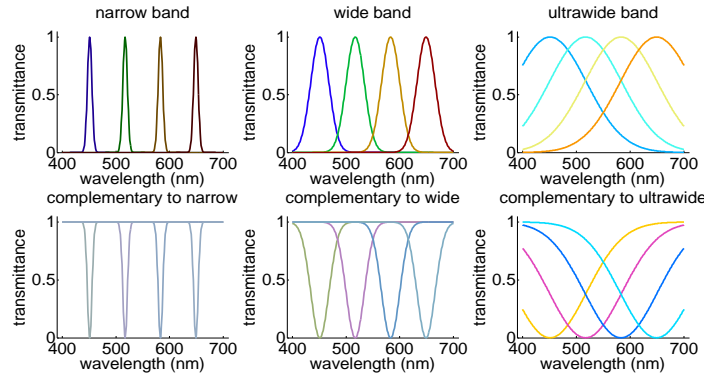 narrow band
wide band
ultrawide band
transmittance
1
0.5
0
400 500 600 700
wavelength (nm)
transmittance
1
0.5
0
400 500 600 700
wavelength (nm)
transmittance
1
0.5
0
400 500 600 700
wavelength (nm)
complementary to narrow
complementary to wide
complementary to ultrawide
transmittance
1
0.5
0
400 500 600 700
wavelength (nm)
transmittance
1
0.5
0
400 500 600 700
wavelength (nm)
transmittance
1
0.5
0
400 500 600 700
wavelength (nm)